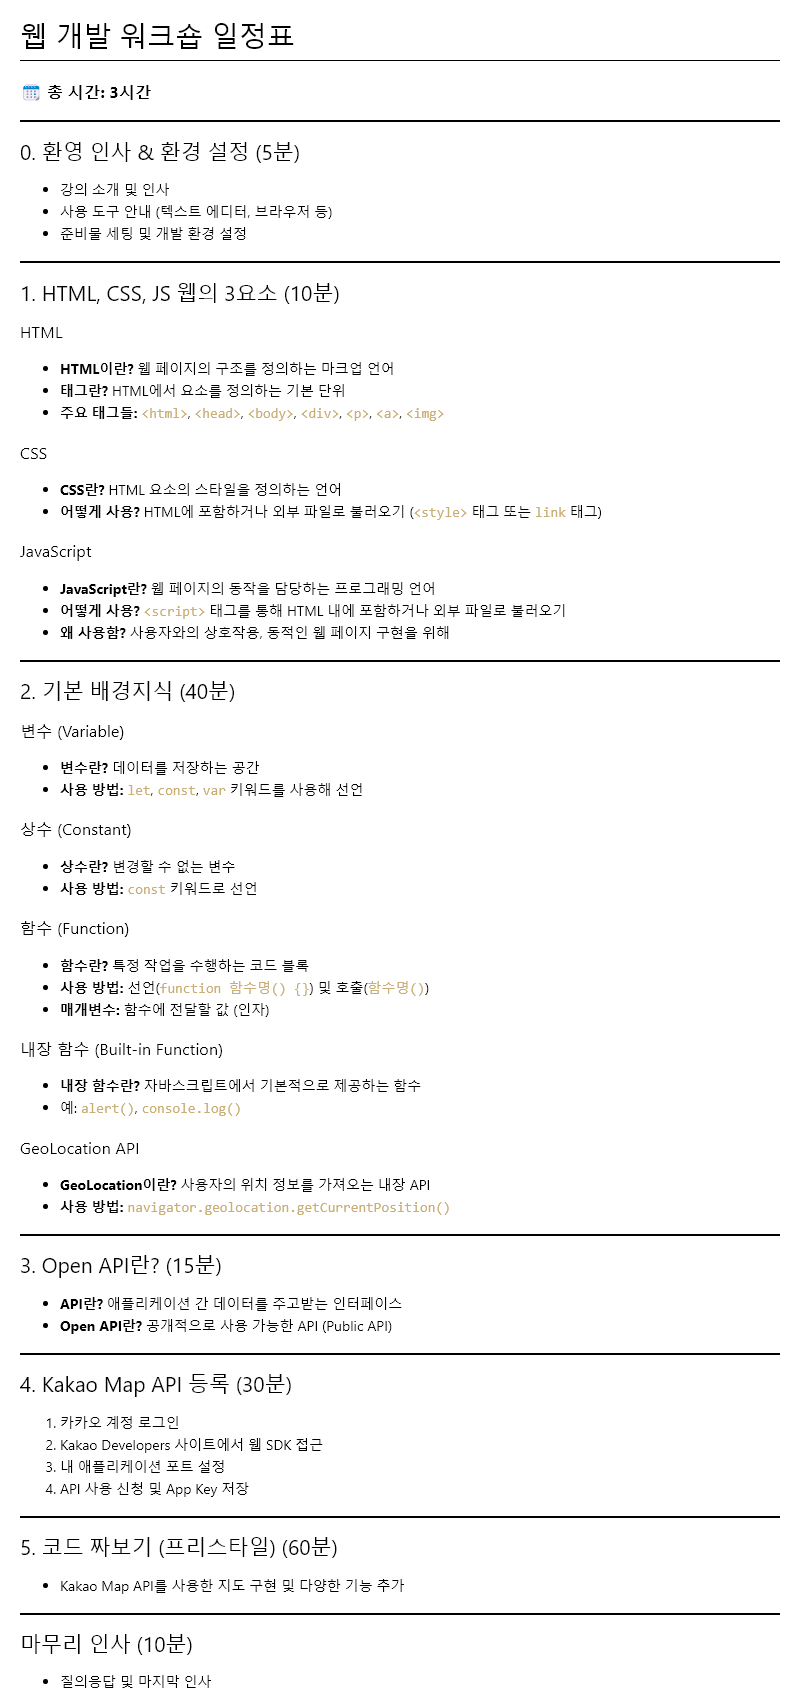 웹 개발 워크숍 일정표
🗓️ 총 시간: 3시간
0. 환영 인사 & 환경 설정 (5분)
• 강의 소개 및 인사
• 사용 도구 안내 (텍스트 에디터, 브라우저 등)
• 준비물 세팅 및 개발 환경 설정
1. HTML, CSS, JS 웹의 3요소 (10분)
HTML
• HTML이란? 웹 페이지의 구조를 정의하는 마크업 언어
• 태그란? HTML에서 요소를 정의하는 기본 단위
• 주요 태그들: <html>, <head>, <body>, <div>, <p>, <a>, <img>
CSS
• CSS란? HTML 요소의 스타일을 정의하는 언어
• 어떻게 사용? HTML에 포함하거나 외부 파일로 불러오기 (<style> 태그 또는 link 태그)
JavaScript
• JavaScript란? 웹 페이지의 동작을 담당하는 프로그래밍 언어
• 어떻게 사용? <script> 태그를 통해 HTML 내에 포함하거나 외부 파일로 불러오기
• 왜 사용함? 사용자와의 상호작용, 동적인 웹 페이지 구현을 위해
2. 기본 배경지식 (40분)
변수 (Variable)
• 변수란? 데이터를 저장하는 공간
• 사용 방법: let, const, var 키워드를 사용해 선언
상수 (Constant)
• 상수란? 변경할 수 없는 변수
• 사용 방법: const 키워드로 선언
함수 (Function)
• 함수란? 특정 작업을 수행하는 코드 블록
• 사용 방법: 선언(function 함수명() {}) 및 호출(함수명())
• 매개변수: 함수에 전달할 값 (인자)
내장 함수 (Built-in Function)
• 내장 함수란? 자바스크립트에서 기본적으로 제공하는 함수
• 예: alert(), console.log()
GeoLocation API
• GeoLocation이란? 사용자의 위치 정보를 가져오는 내장 API
• 사용 방법: navigator.geolocation.getCurrentPosition()
3. Open API란? (15분)
• API란? 애플리케이션 간 데이터를 주고받는 인터페이스
• Open API란? 공개적으로 사용 가능한 API (Public API)
4. Kakao Map API 등록 (30분)
1. 카카오 계정 로그인
2. Kakao Developers 사이트에서 웹 SDK 접근
3. 내 애플리케이션 포트 설정
4. API 사용 신청 및 App Key 저장
5. 코드 짜보기 (프리스타일) (60분)
• Kakao Map API를 사용한 지도 구현 및 다양한 기능 추가
마무리 인사 (10분)
• 질의응답 및 마지막 인사